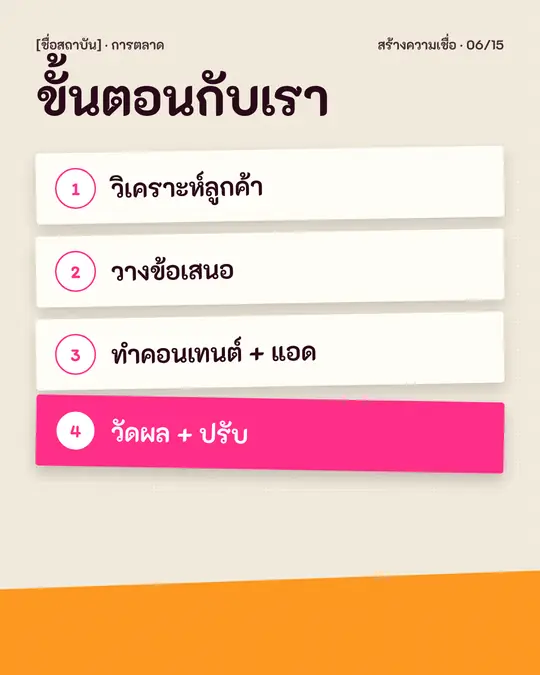 [ชื่อสถาบัน] · การตลาด
สร้างความเชื่อ · 06/15
ขั้นตอนกับเรา
1 วิเคราะห์ลูกค้า
2 วางข้อเสนอ
3 ทำคอนเทนต์ + แอด
4 วัดผล + ปรับ